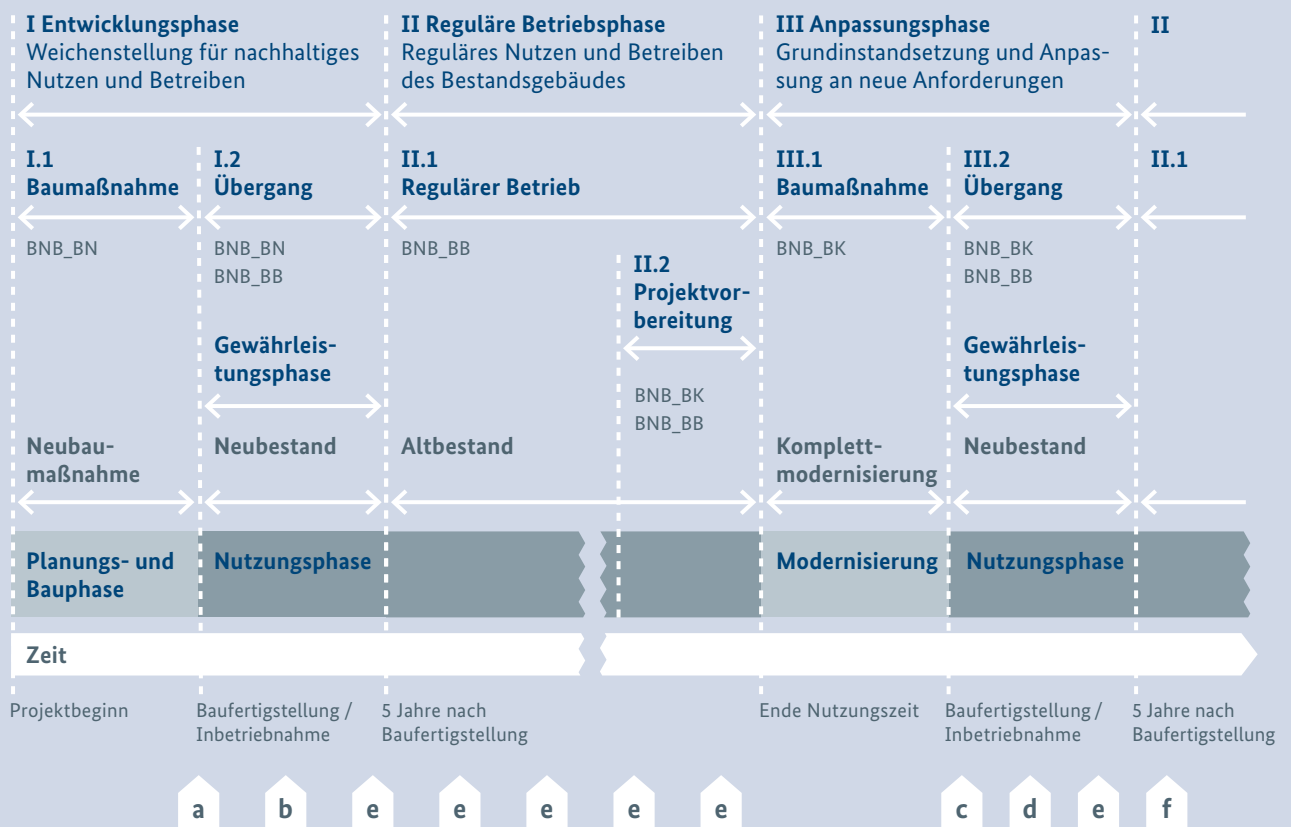 I Entwicklungsphase
Weichenstellung für nachhaltiges
Nutzen und Betreiben
II Reguläre Betriebsphase
Reguläres Nutzen und Betreiben
des Bestandsgebäudes
III Anpassungsphase
Grundinstandsetzung und Anpas-
sung an neue Anforderungen
II
I.1
Baumaßnahme
I.2
Übergang
II.1
Regulärer Betrieb
III.1
Baumaßnahme
III.2
Übergang
II.1
BNB_BN
BNB_BN
BNB_BB
BNB_BB
II.2
Projektvor-
bereitung
BNB_BK
BNB_BB
BNB_BK
BNB_BK
BNB_BB
Gewährleis-
tungsphase
Gewährleis-
tungsphase
Neubau-
maßnahme
Neubestand
Altbestand
Komplett-
modernisierung
Neubestand
Planungs- und
Bauphase
Nutzungsphase
Modernisierung
Nutzungsphase
Zeit
Projektbeginn
Baufertigstellung /
Inbetriebnahme
5 Jahre nach
Baufertigstellung
Ende Nutzungszeit
Baufertigstellung /
Inbetriebnahme
5 Jahre nach
Baufertigstellung
a
b
e
e
e
e
e
c
d
e
f